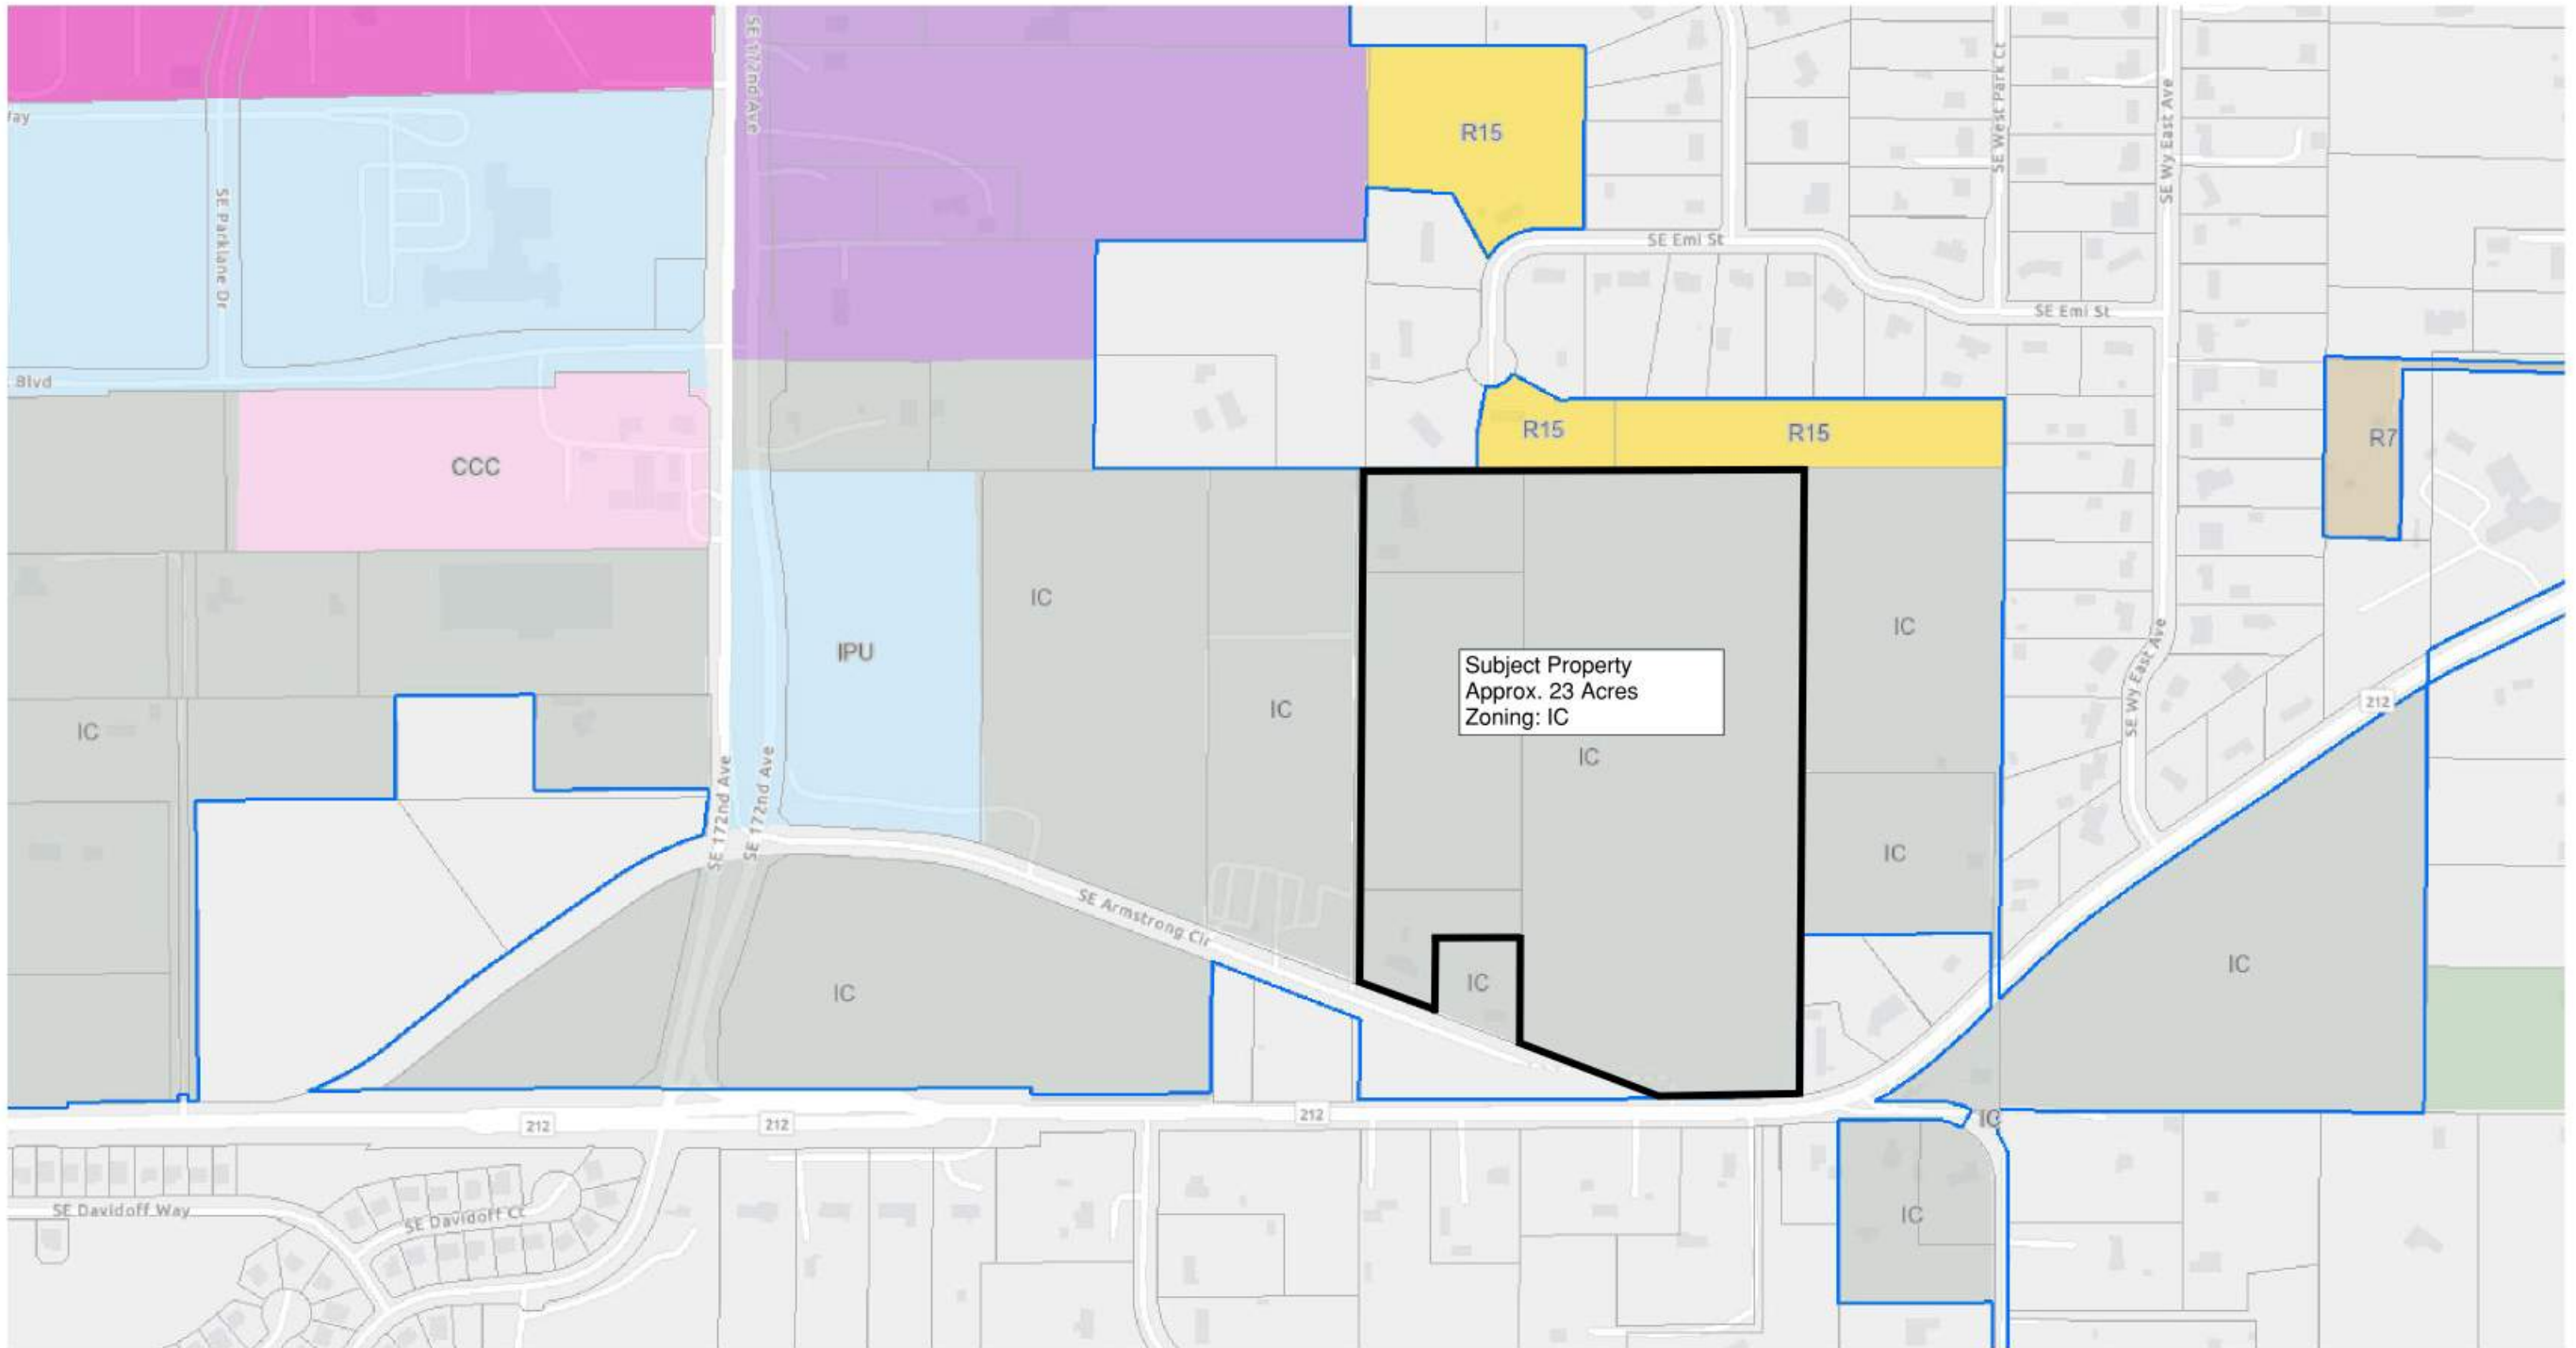 SE 172nd Ave
SE West Park Ct
SE Wy East Ave
R15
SE Parklane Dr
SE Emi St
SE Emi St
Blvd
R15
R15
R7
CCC
IC
IC
IPU
Subject Property
Approx. 23 Acres
Zoning: IC
SE Wy East Ave
212
IC
IC
IC
SE 172nd Ave
SE 172nd Ave
IC
SE Armstrong Cir
IC
IC
IC
212
212
212
IC
SE Davidoff Way
SE Davidoff Ct
IC